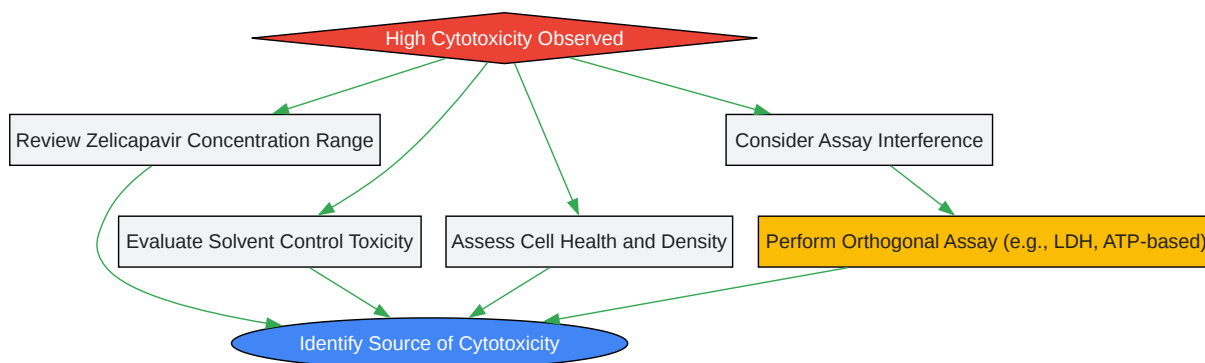 High Cytotoxicity Observed
Review Zelicapavir Concentration Range
Consider Assay Interference
Evaluate Solvent Control Toxicity
Assess Cell Health and Density
Perform Orthogonal Assay (e.g., LDH, ATP-based)
Identify Source of Cytotoxicity